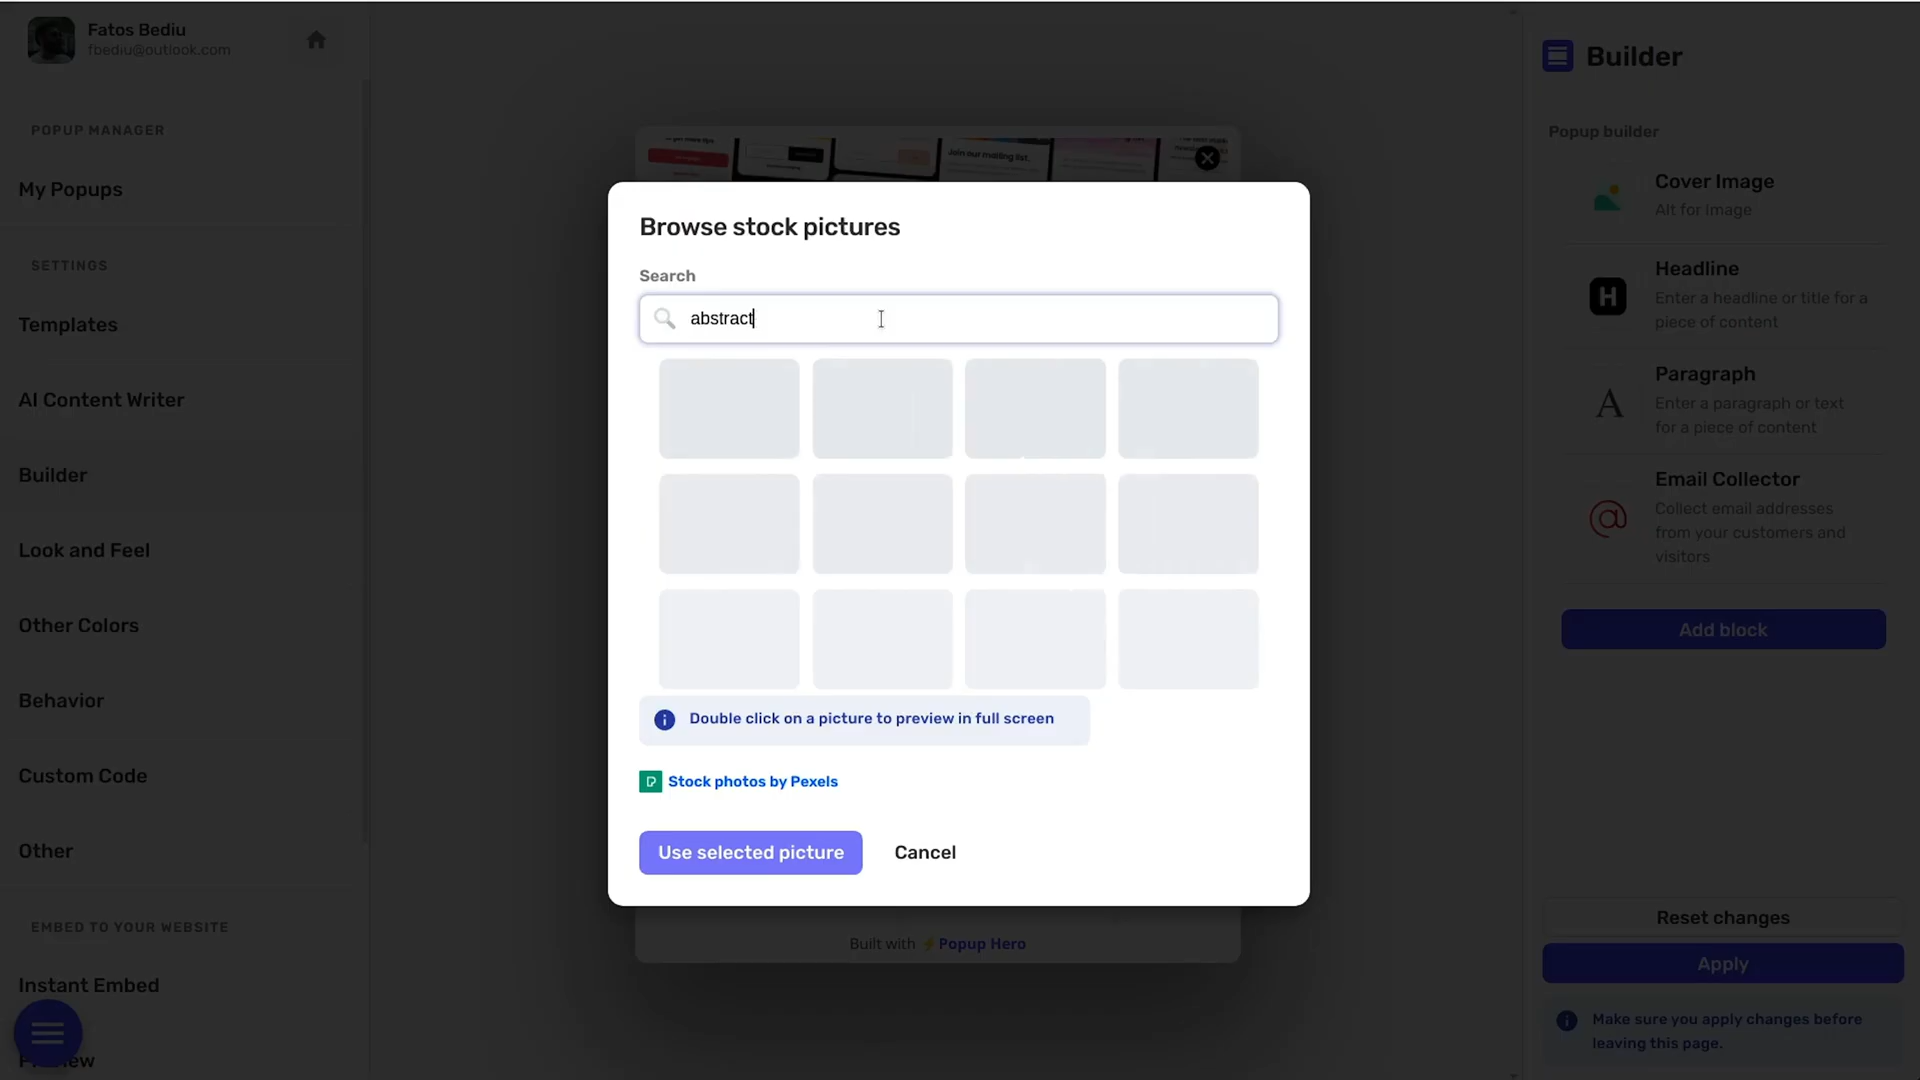 Fatos Bediu
fbediu@outlook.com
POPUP MANAGER
My Popups
SETTINGS
Templates
AI Content Writer
Builder
Look and Feel
Other Colors
Behavior
Custom Code
Other
EMBED TO YOUR WEBSITE
Instant Embed
Join our mailing list.
Browse stock pictures
Search
abstract
Double click on a picture to preview in full screen
Stock photos by Pexels
Use selected picture
Cancel
Built with ⚡Popup Hero
Builder
Popup builder
Cover Image
Alt for Image
H
Headline
Enter a headline or title for a
piece of content
A
Paragraph
Enter a paragraph or text
for a piece of content
@
Email Collector
Collect email addresses
from your customers and
visitors
Add block
Reset changes
Apply
Make sure you apply changes before
leaving this page.